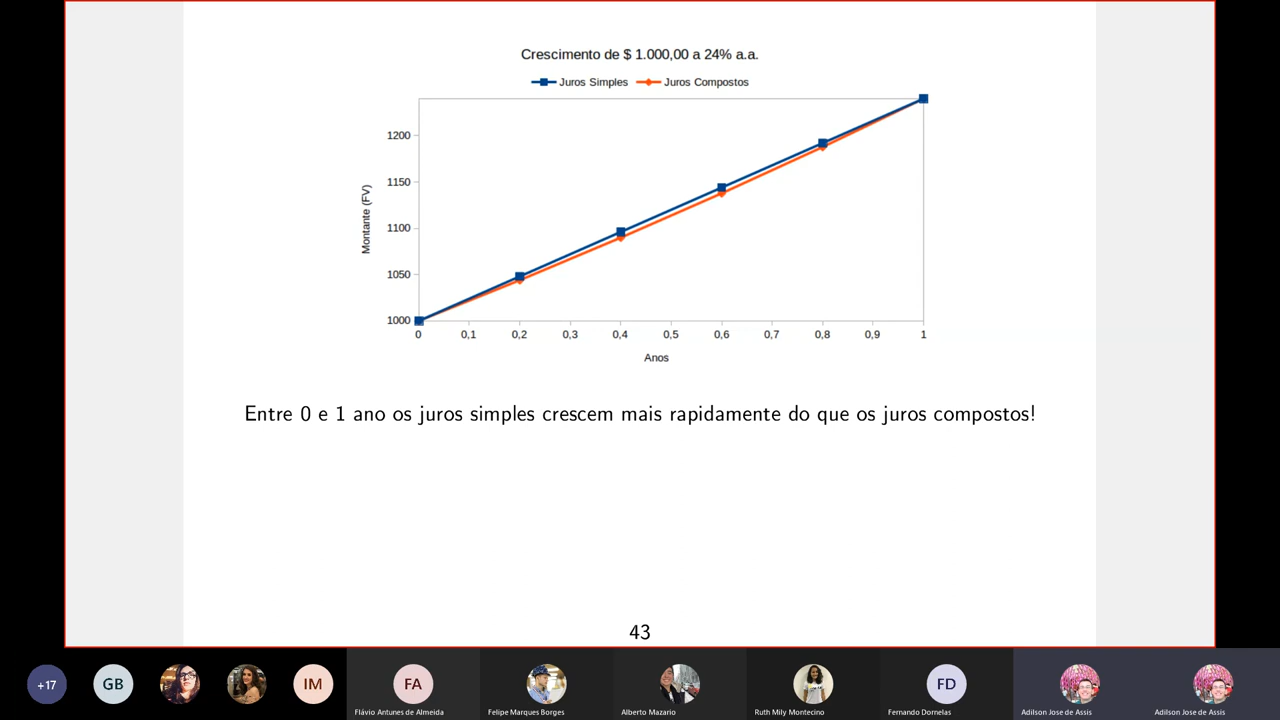 Crescimento de $ 1.000,00 a 24% a.a.
Juros Simples Juros Compostos
1200
1150
1100
1050
1000
Montante (FV)
0 0,1 0,2 0,3 0,4 0,5 0,6 0,7 0,8 0,9 1
Anos
Entre 0 e 1 ano os juros simples crescem mais rapidamente do que os juros compostos!
43
+17 GB IM FA FD
Flávio Antunes de Almeida Felipe Marques Borges Alberto Mazario Ruth Mily Montecino Fernando Dornelas Adilson Jose de Assis Adilson Jose de Assis